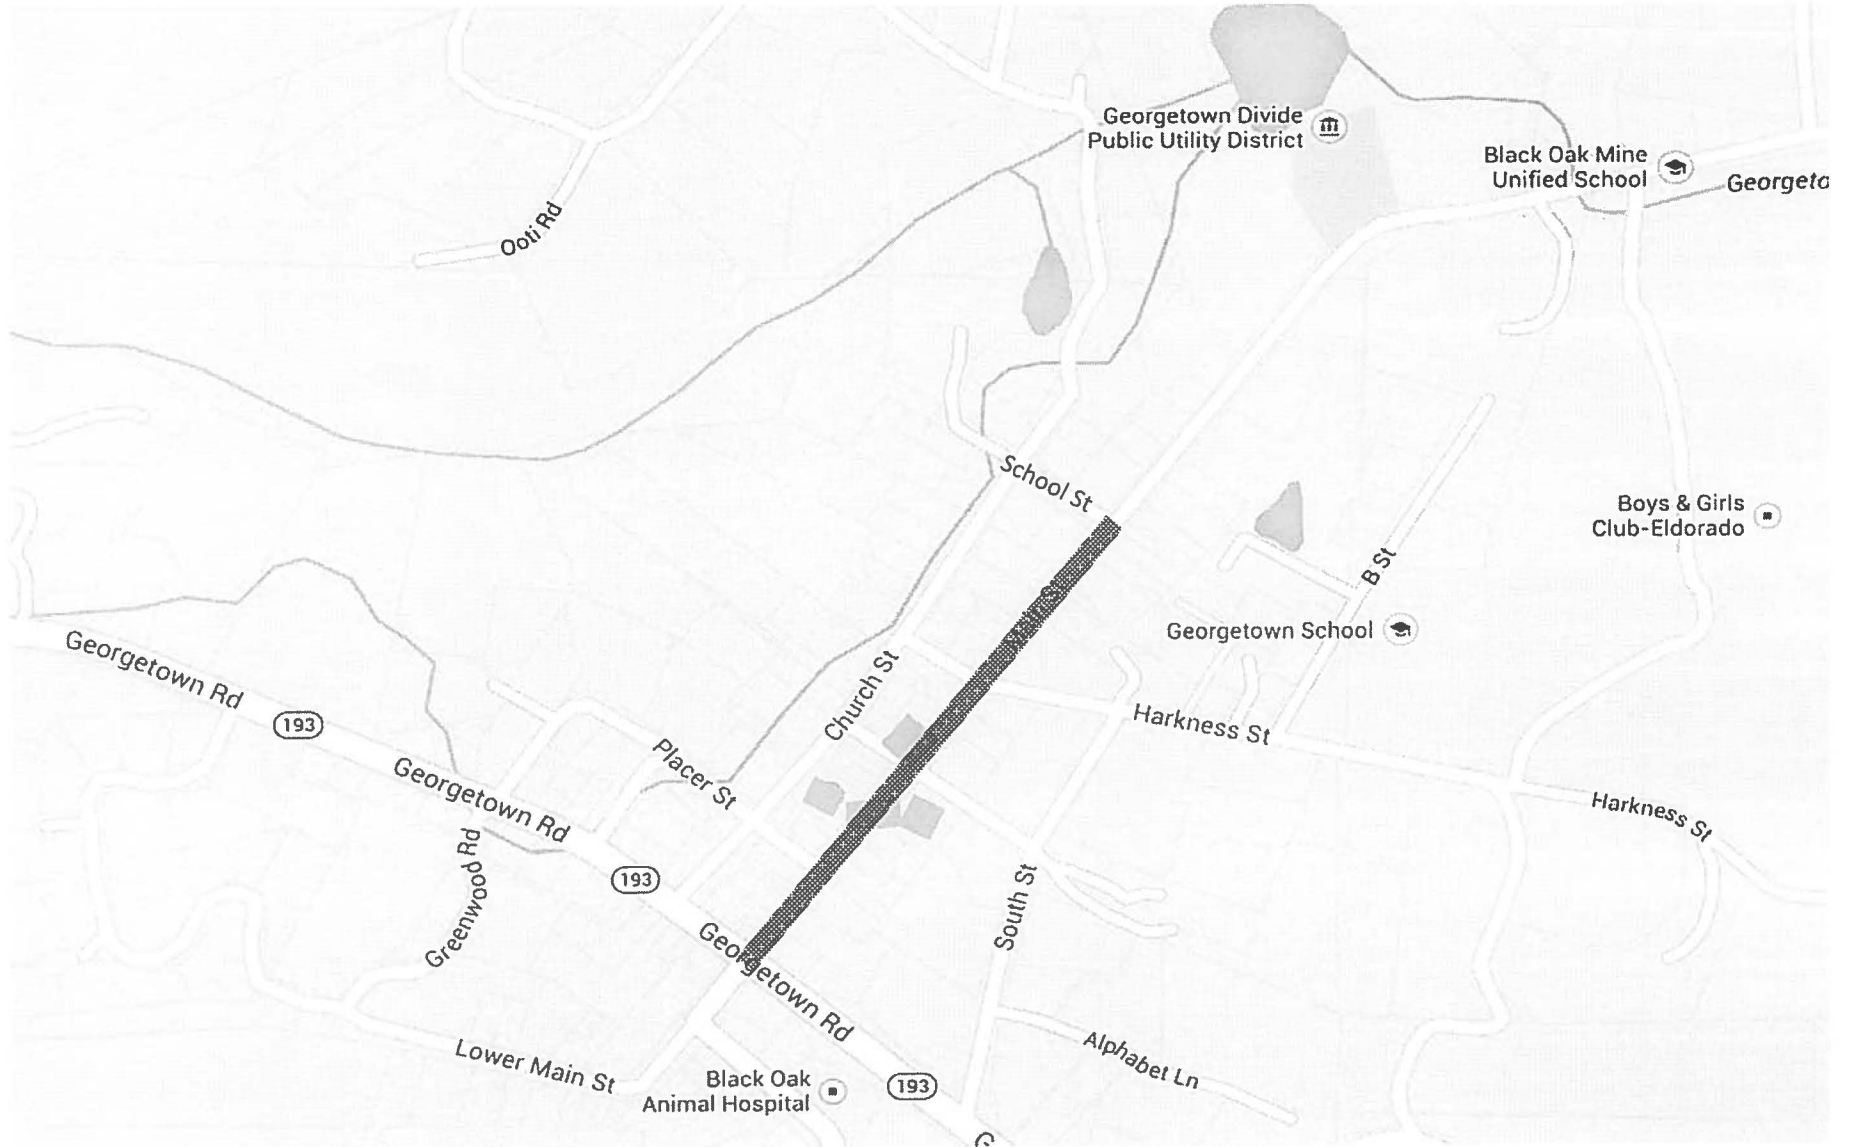 Georgetown Divide
Public Utility District
Black Oak Mine
Unified School
Georgeto
Ooti Rd
School St
Boys & Girls
Club-Eldorado
B St
Main St
Georgetown School
Georgetown Rd
193
Church St
Harkness St
Placer St
Georgetown Rd
Harkness St
Greenwood Rd
193
South St
Georgetown Rd
Alphabet Ln
Lower Main St
Black Oak
Animal Hospital
193
G